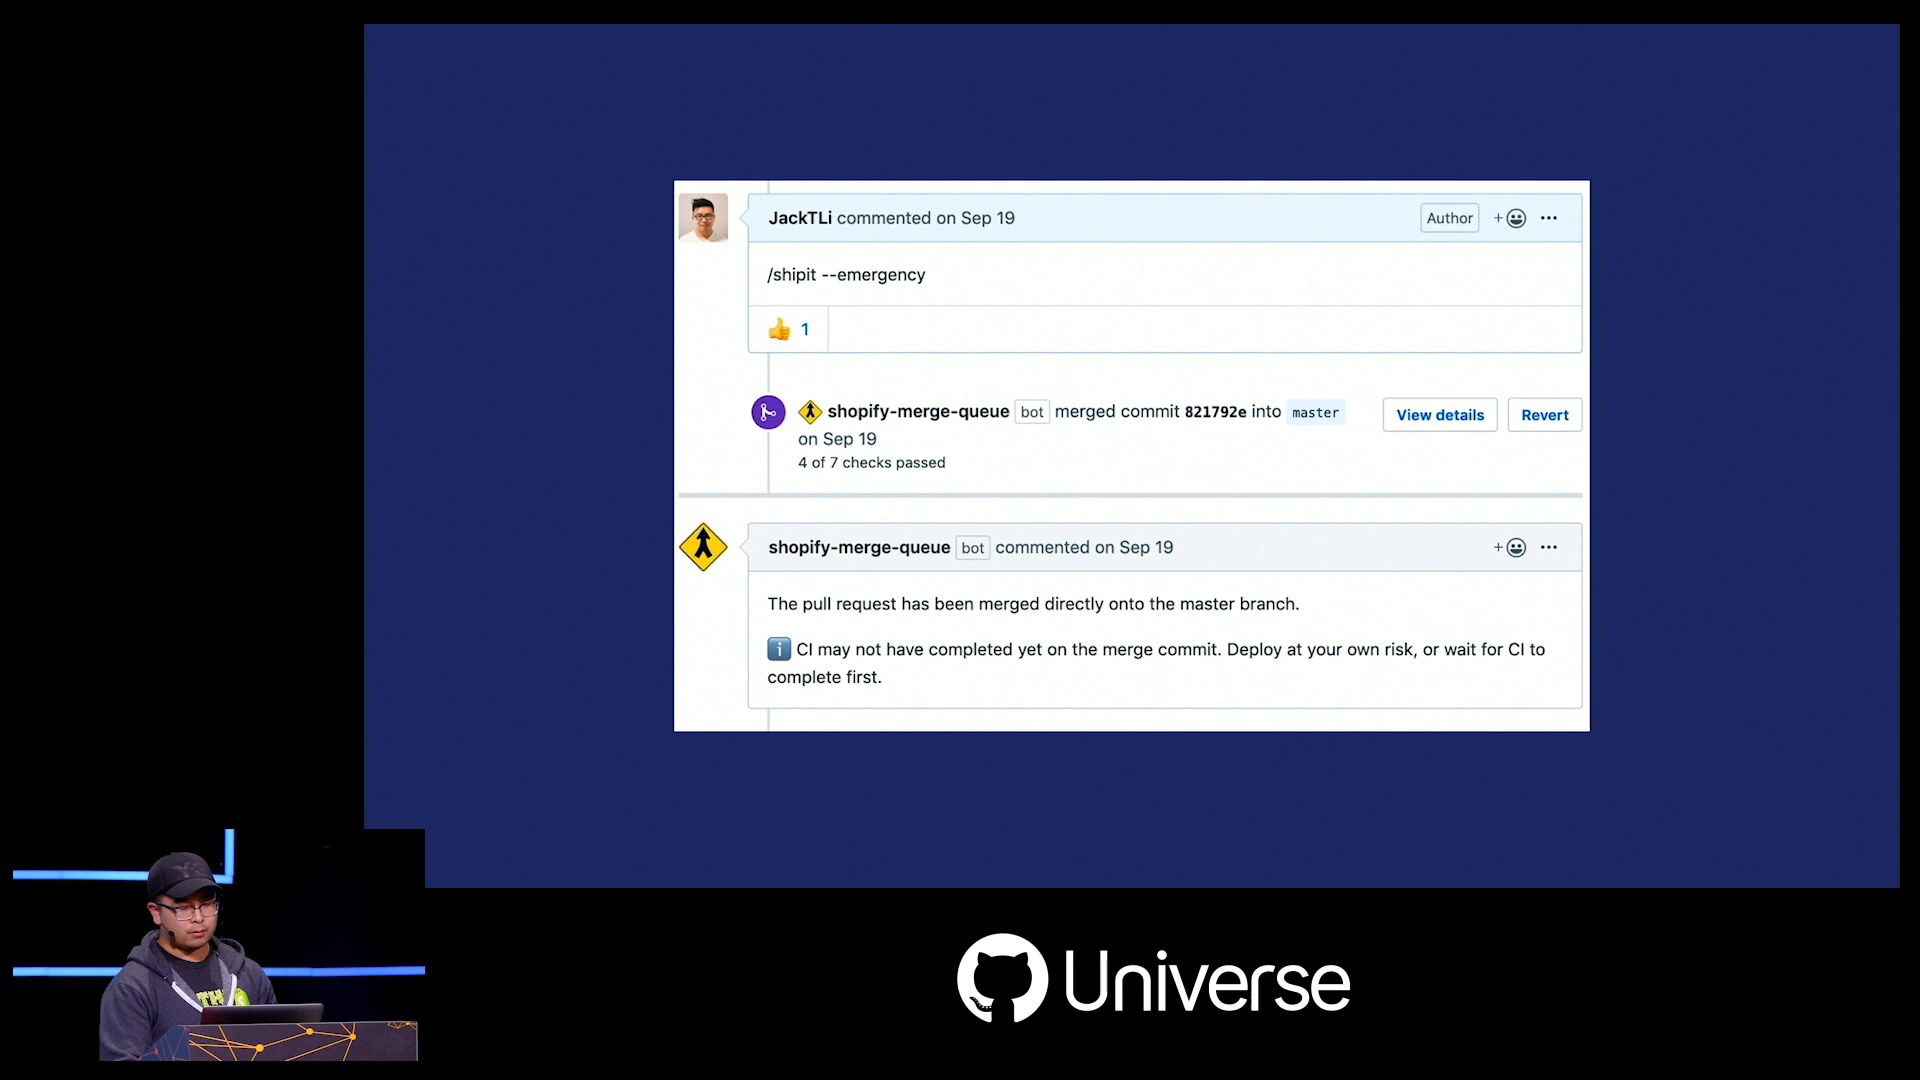 JackTLi commented on Sep 19
Author
/shipit --emergency
👍 1
shopify-merge-queue bot merged commit 821792e into master
on Sep 19
View details
Revert
4 of 7 checks passed
shopify-merge-queue bot commented on Sep 19
The pull request has been merged directly onto the master branch.
ℹ️ CI may not have completed yet on the merge commit. Deploy at your own risk, or wait for CI to
complete first.
Universe